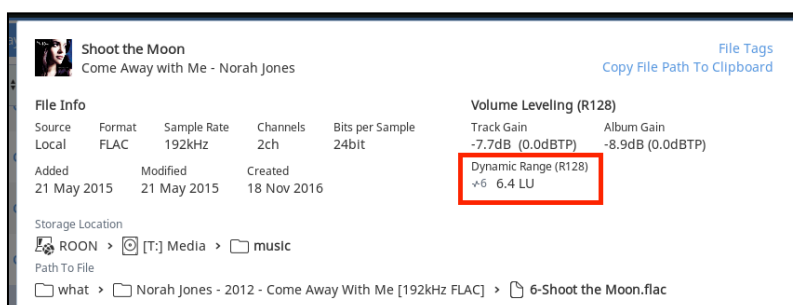 Shoot the Moon
File Tags
Come Away with Me - Norah Jones
Copy File Path To Clipboard
File Info
Volume Leveling (R128)
Source Format Sample Rate Channels Bits per Sample Track Gain Album Gain
Local FLAC 192kHz 2ch 24bit -7.7dB (0.0dBTP) -8.9dB (0.0dBTP)
Added Modified Created Dynamic Range (R128)
21 May 2015 21 May 2015 18 Nov 2016 6 6.4 LU
Storage Location
ROON > [T:] Media > music
Path To File
what > Norah Jones - 2012 - Come Away With Me [192kHz FLAC] > 6-Shoot the Moon.flac